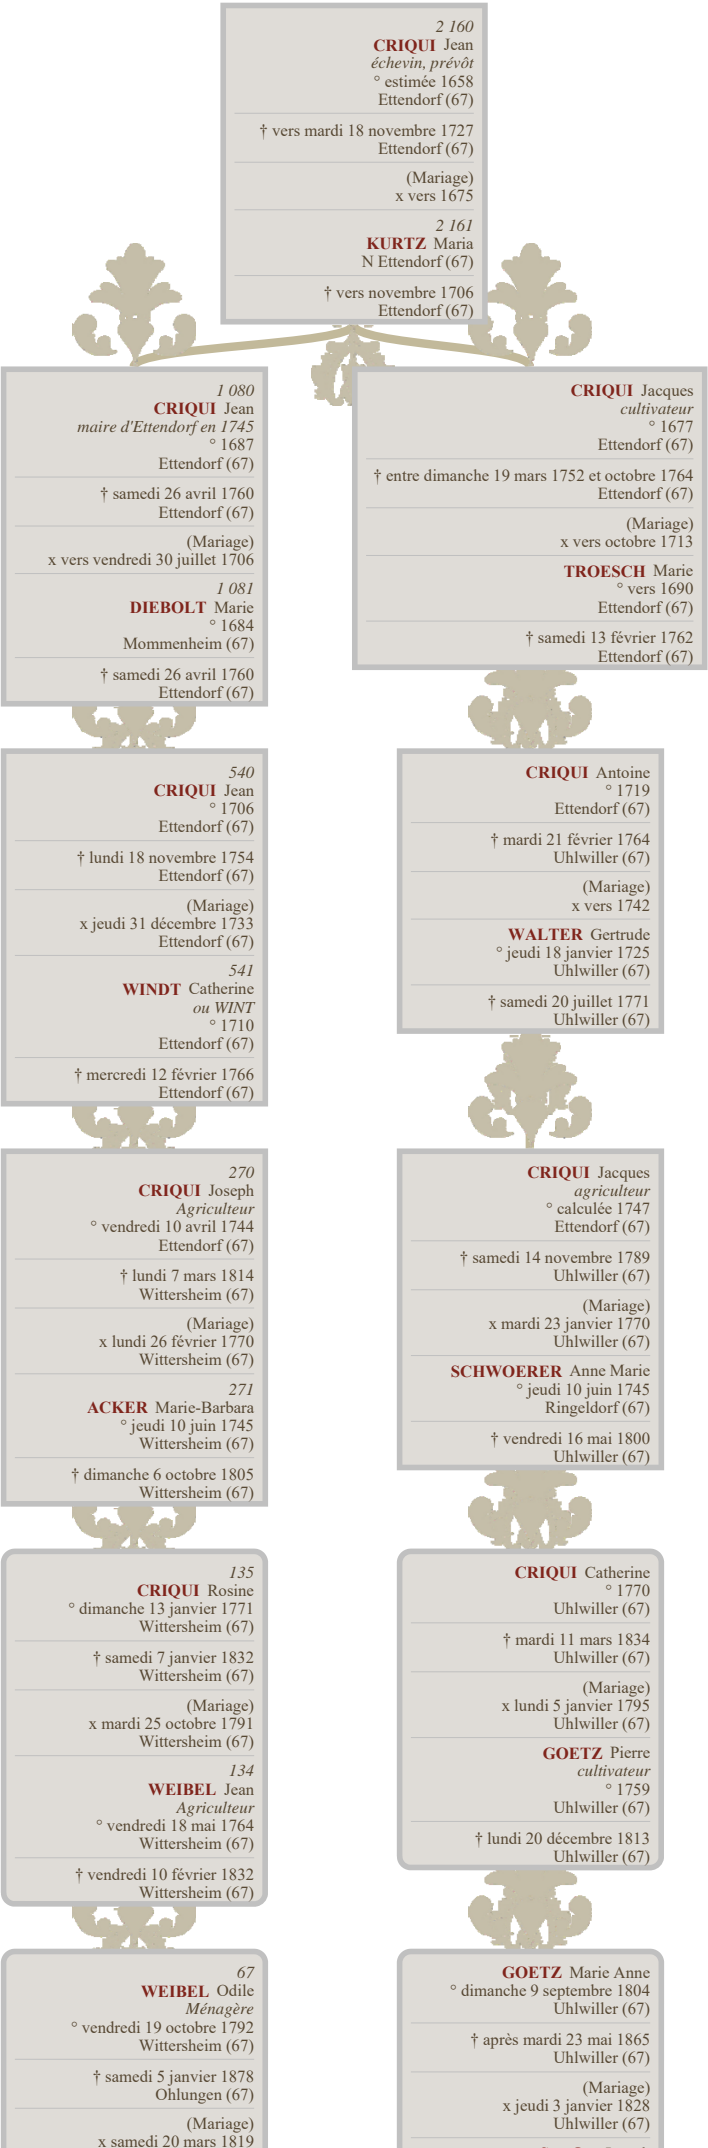 2 160
CRIQUI Jean
échevin, prévôt
° estimée 1658
Ettendorf (67)
† vers mardi 18 novembre 1727
Ettendorf (67)
(Mariage)
x vers 1675
2 161
KURTZ Maria
N Ettendorf (67)
† vers novembre 1706
Ettendorf (67)
1 080
CRIQUI Jean
maire d'Ettendorf en 1745
° 1687
Ettendorf (67)
† samedi 26 avril 1760
Ettendorf (67)
(Mariage)
x vers vendredi 30 juillet 1706
1 081
DIEBOLT Marie
° 1684
Mommenheim (67)
† samedi 26 avril 1760
Ettendorf (67)
CRIQUI Jacques
cultivateur
° 1677
Ettendorf (67)
† entre dimanche 19 mars 1752 et octobre 1764
Ettendorf (67)
(Mariage)
x vers octobre 1713
TROESCH Marie
° vers 1690
Ettendorf (67)
† samedi 13 février 1762
Ettendorf (67)
540
CRIQUI Jean
° 1706
Ettendorf (67)
† lundi 18 novembre 1754
Ettendorf (67)
(Mariage)
x jeudi 31 décembre 1733
Ettendorf (67)
541
WINDT Catherine
ou WINT
° 1710
Ettendorf (67)
† mercredi 12 février 1766
Ettendorf (67)
CRIQUI Antoine
° 1719
Ettendorf (67)
† mardi 21 février 1764
Uhlwiller (67)
(Mariage)
x vers 1742
WALTER Gertrude
° jeudi 18 janvier 1725
Uhlwiller (67)
† samedi 20 juillet 1771
Uhlwiller (67)
270
CRIQUI Joseph
Agriculteur
° vendredi 10 avril 1744
Ettendorf (67)
† lundi 7 mars 1814
Wittersheim (67)
(Mariage)
x lundi 26 février 1770
Wittersheim (67)
271
ACKER Marie-Barbara
° jeudi 10 juin 1745
Wittersheim (67)
† dimanche 6 octobre 1805
Wittersheim (67)
CRIQUI Jacques
agriculteur
° calculée 1747
Ettendorf (67)
† samedi 14 novembre 1789
Uhlwiller (67)
(Mariage)
x mardi 23 janvier 1770
Uhlwiller (67)
SCHWOERER Anne Marie
° jeudi 10 juin 1745
Ringeldorf (67)
† vendredi 16 mai 1800
Uhlwiller (67)
135
CRIQUI Rosine
° dimanche 13 janvier 1771
Wittersheim (67)
† samedi 7 janvier 1832
Wittersheim (67)
(Mariage)
x mardi 25 octobre 1791
Wittersheim (67)
134
WEIBEL Jean
Agriculteur
° vendredi 18 mai 1764
Wittersheim (67)
† vendredi 10 février 1832
Wittersheim (67)
CRIQUI Catherine
° 1770
Uhlwiller (67)
† mardi 11 mars 1834
Uhlwiller (67)
(Mariage)
x lundi 5 janvier 1795
Uhlwiller (67)
GOETZ Pierre
cultivateur
° 1759
Uhlwiller (67)
† lundi 20 décembre 1813
Uhlwiller (67)
67
WEIBEL Odile
Ménagère
° vendredi 19 octobre 1792
Wittersheim (67)
† samedi 5 janvier 1878
Ohlungen (67)
(Mariage)
x samedi 20 mars 1819
GOETZ Marie Anne
° dimanche 9 septembre 1804
Uhlwiller (67)
† après mardi 23 mai 1865
Uhlwiller (67)
(Mariage)
x jeudi 3 janvier 1828
Uhlwiller (67)